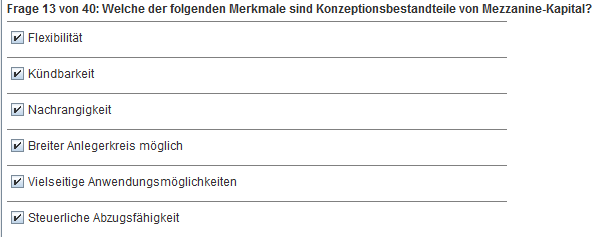 Frage 13 von 40: Welche der folgenden Merkmale sind Konzeptionsbestandteile von Mezzanine-Kapital?
Flexibilität
Kündbarkeit
Nachrangigkeit
Breiter Anlegerkreis möglich
Vielseitige Anwendungsmöglichkeiten
Steuerliche Abzugsfähigkeit